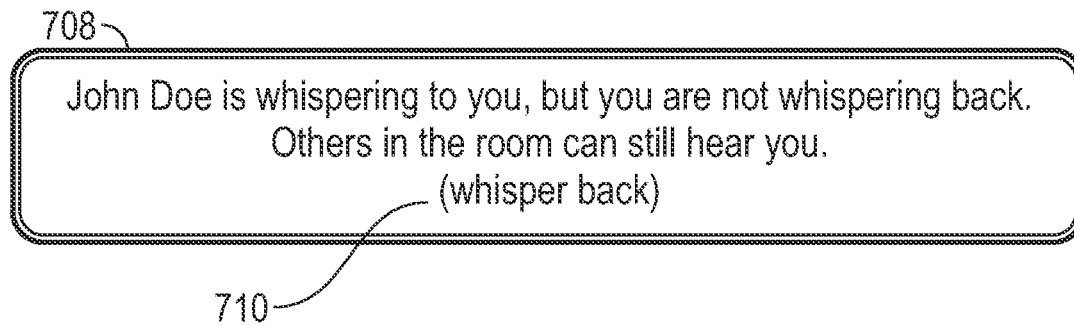 708
John Doe is whispering to you, but you are not whispering back.
Others in the room can still hear you.
(whisper back)
710